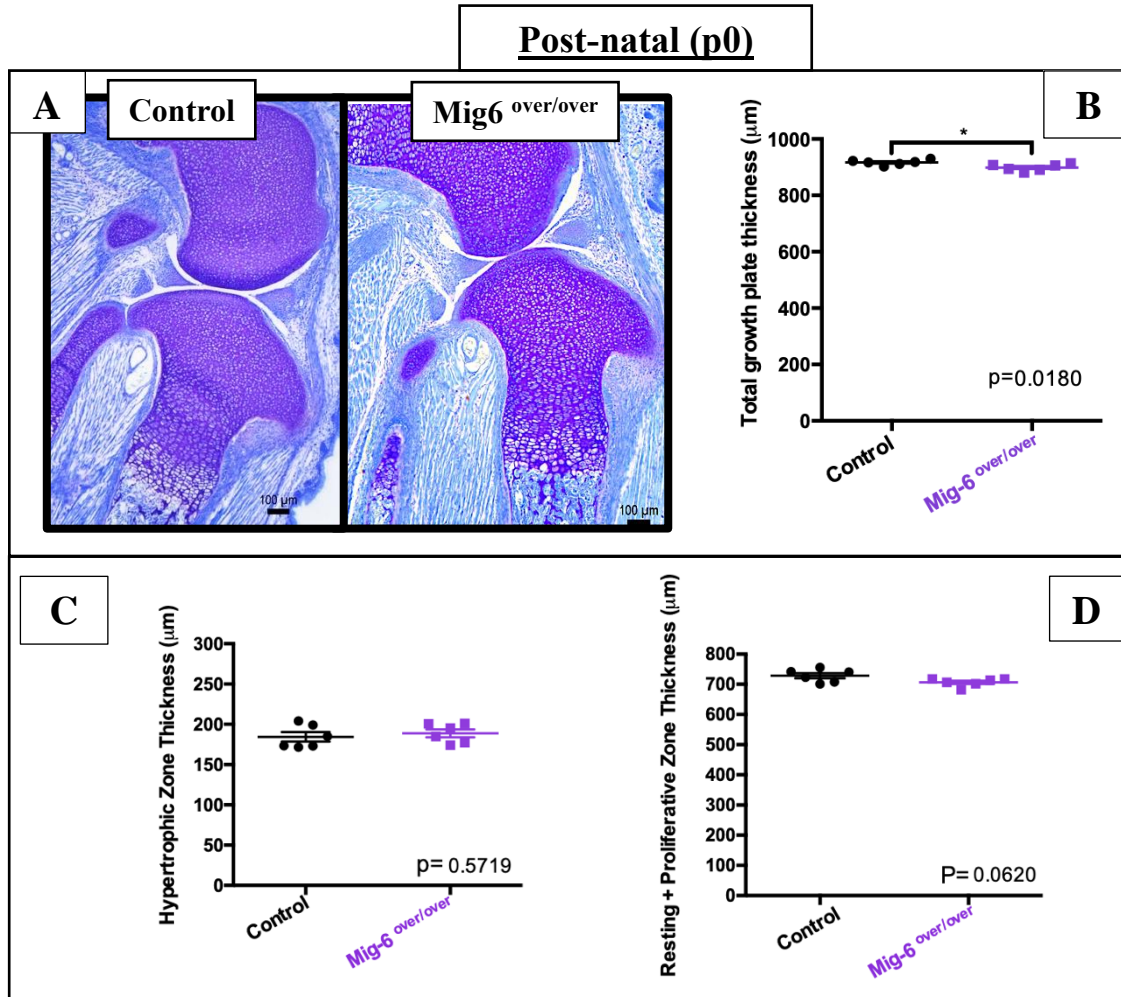 Post-natal (p0)
A
Control
Mig6 over/over
100 µm
100 µm
B
Total growth plate thickness (µm)
1000
800
600
400
200
0
*
p=0.0180
Control
Mig-6 over/over
C
Hypertrophic Zone Thickness (µm)
300
250
200
150
100
50
0
p= 0.5719
Control
Mig-6 over/over
D
Resting + Proliferative Zone Thickness (µm)
800
700
600
500
400
300
200
100
0
P= 0.0620
Control
Mig-6 over/over